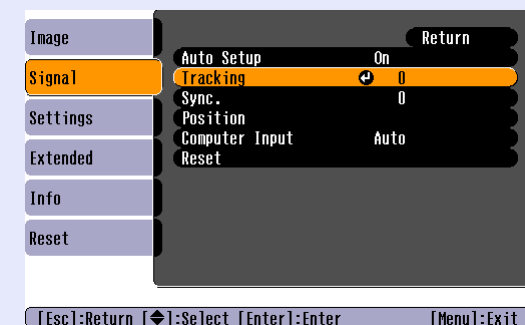 Image
Signal
Settings
Extended
Info
Reset
Return
Auto Setup On
Tracking 0
Sync. 0
Position
Computer Input Auto
Reset
[Esc]:Return [◆]:Select [Enter]:Enter [Menu]:Exit